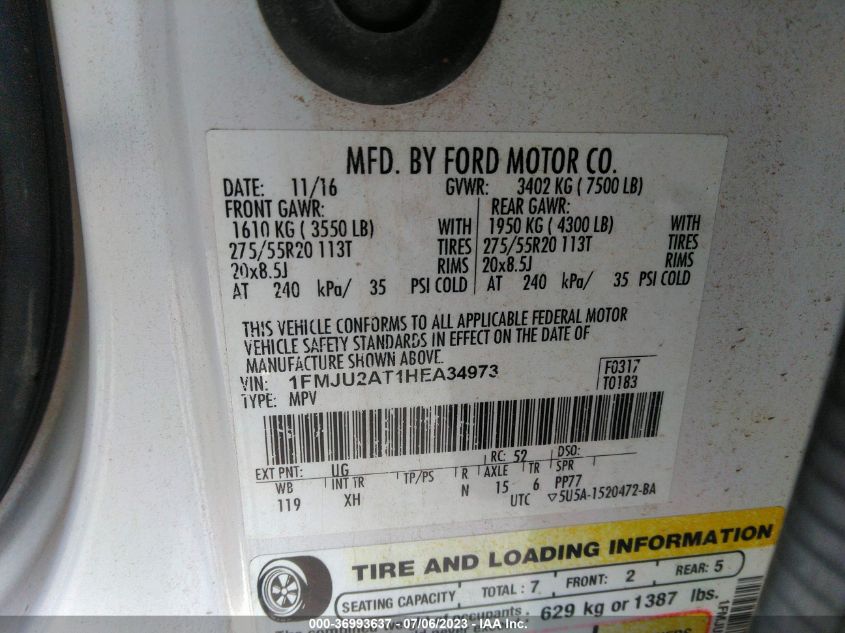 MFD. BY FORD MOTOR CO.
DATE: 11/16 GVWR: 3402 KG ( 7500 LB)
FRONT GAWR: REAR GAWR:
1610 KG ( 3550 LB) WITH 1950 KG ( 4300 LB) WITH
275/55R20 113T TIRES 275/55R20 113T TIRES
20x8.5J RIMS 20x8.5J RIMS
AT 240 kPa/ 35 PSI COLD AT 240 kPa/ 35 PSI COLD
THIS VEHICLE CONFORMS TO ALL APPLICABLE FEDERAL MOTOR
VEHICLE SAFETY STANDARDS IN EFFECT ON THE DATE OF
MANUFACTURE SHOWN ABOVE.
VIN: 1FMJU2AT1HEA34973 F0317
TYPE: MPV T0183
EXT PNT: UG RC: 52 DSO:
WB INT TR TP/PS R AXLE TR SPR
119 XH N 15 6 PP77
UTC ▽5U5A-1520472-BA
TIRE AND LOADING INFORMATION
SEATING CAPACITY TOTAL : 7 FRONT: 2 REAR: 5
The combined occupants 629 kg or 1387 lbs.
000-36993637 - 07/06/2023 - © IAA, Inc.